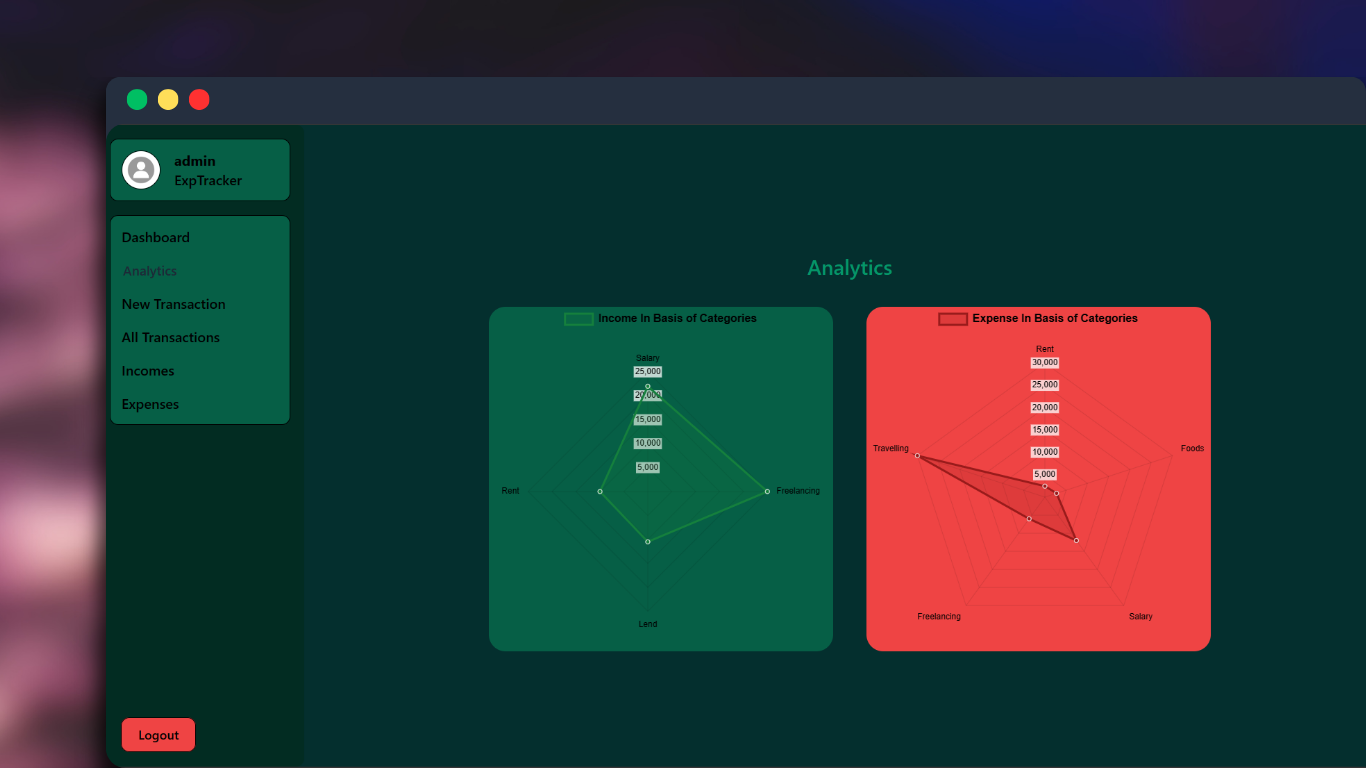 admin
ExpTracker
Dashboard
Analytics
New Transaction
All Transactions
Incomes
Expenses
Logout
Analytics
Income In Basis of Categories
Salary
25,000
20,000
15,000
10,000
5,000
Rent
Freelancing
Lend
Expense In Basis of Categories
Rent
30,000
25,000
20,000
15,000
10,000
5,000
Travelling
Foods
Freelancing
Salary